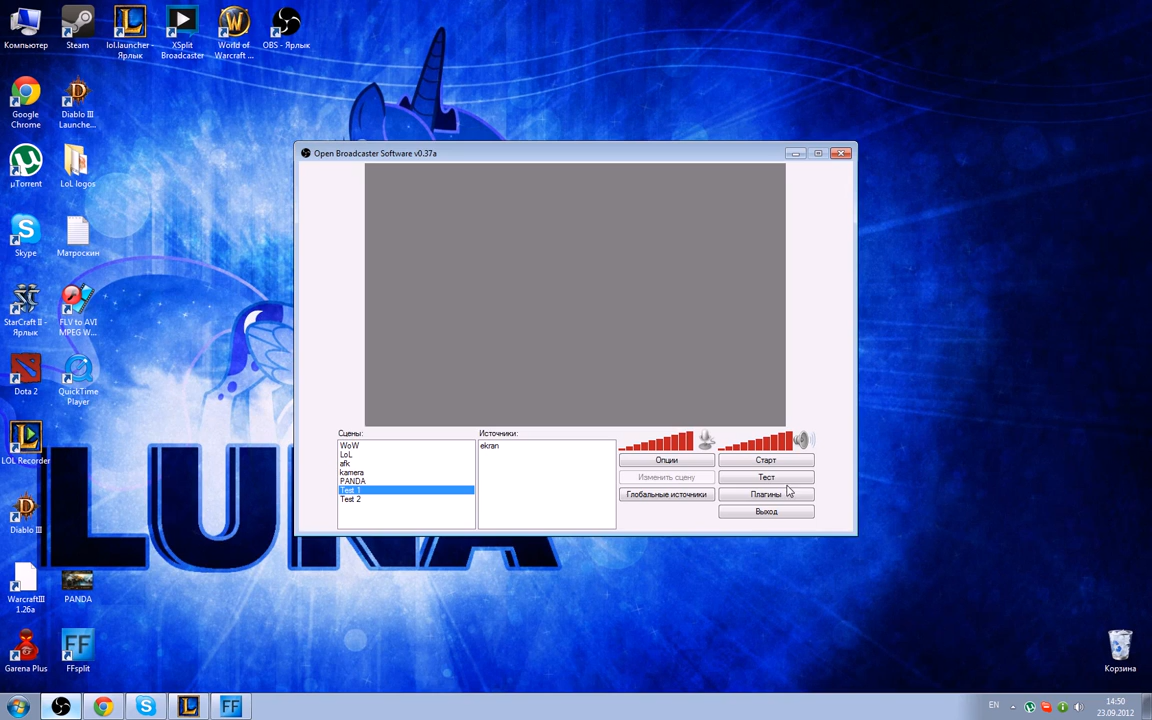 Компьютер
Steam
lol.launcher - Ярлык
XSplit Broadcaster
World of Warcraft ...
OBS - Ярлык
Google Chrome
Diablo III Launche...
µTorrent
LoL logos
Skype
Матроскин
StarCraft II - Ярлык
FLV to AVI MPEG W...
Dota 2
QuickTime Player
LOL Recorder
Diablo III
WarcraftIII 1.26a
PANDA
Garena Plus
FFsplit
FF
LUNA
Open Broadcaster Software v0.37a
Сцены:
Источники:
WoW
LoL
afk
kamera
PANDA
Test 1
Test 2
ekran
Опции
Старт
Изменить сцену
Тест
Глобальные источники
Плагины
Выход
Корзина
FF
EN
14:50
23.09.2012